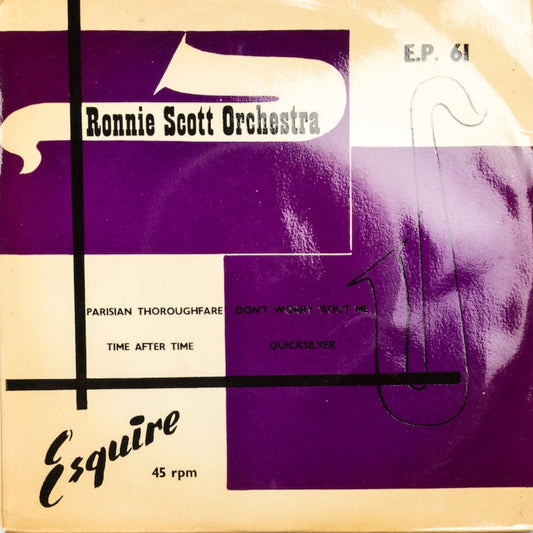 E.P. 61
Ronnie Scott Orchestra
PARISIAN THOROUGHFARE DON'T WORRY 'BOUT ME
TIME AFTER TIME QUICKSILVER
Esquire
45 rpm